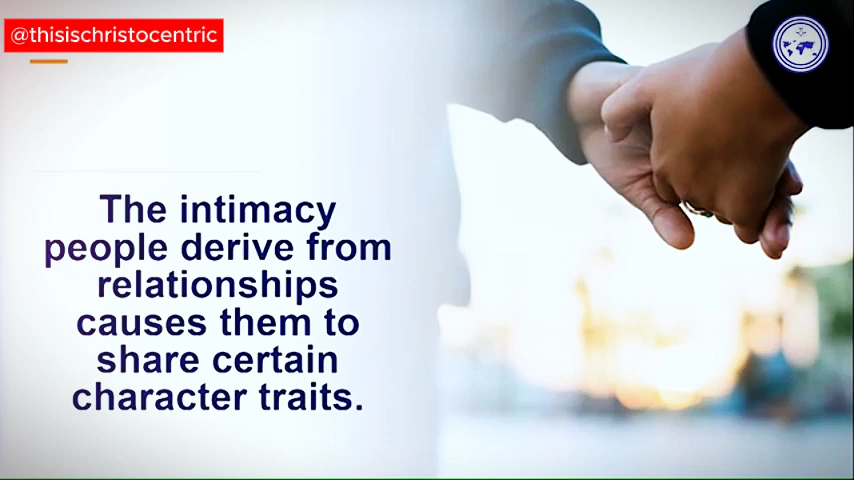 @thisischristocentric
The intimacy
people derive from
relationships
causes them to
share certain
character traits.